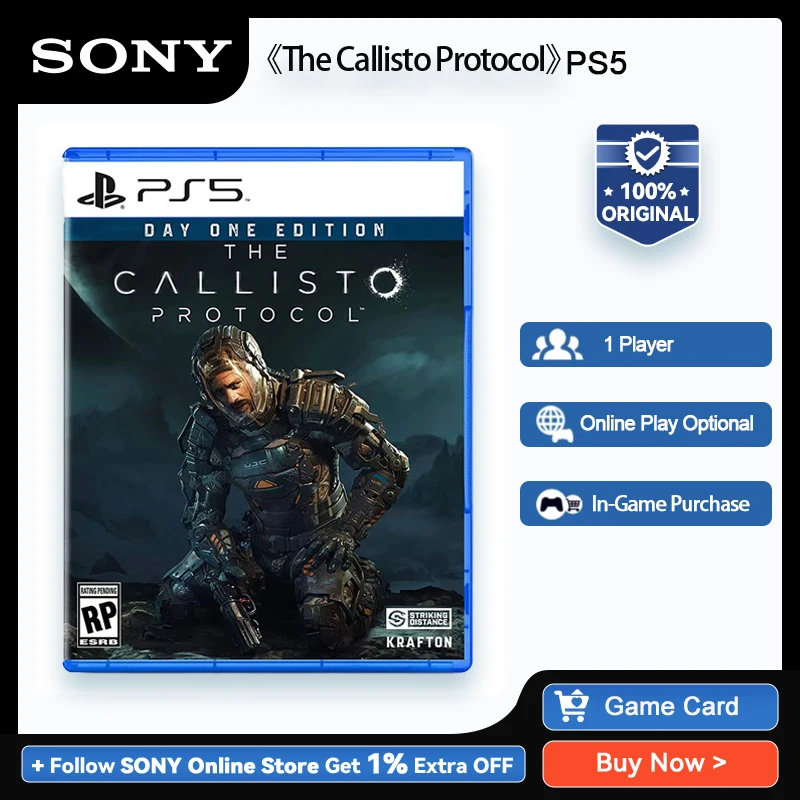 SONY
《The Callisto Protocol》PS5
PS5
DAY ONE EDITION
THE
CALLISTO
PROTOCOL™
UJC
RATING PENDING
RP
ESRB
STRIKING
DISTANCE
KRAFTON
100%
ORIGINAL
1 Player
Online Play Optional
In-Game Purchase
Game Card
+ Follow SONY Online Store Get 1% Extra OFF
Buy Now >